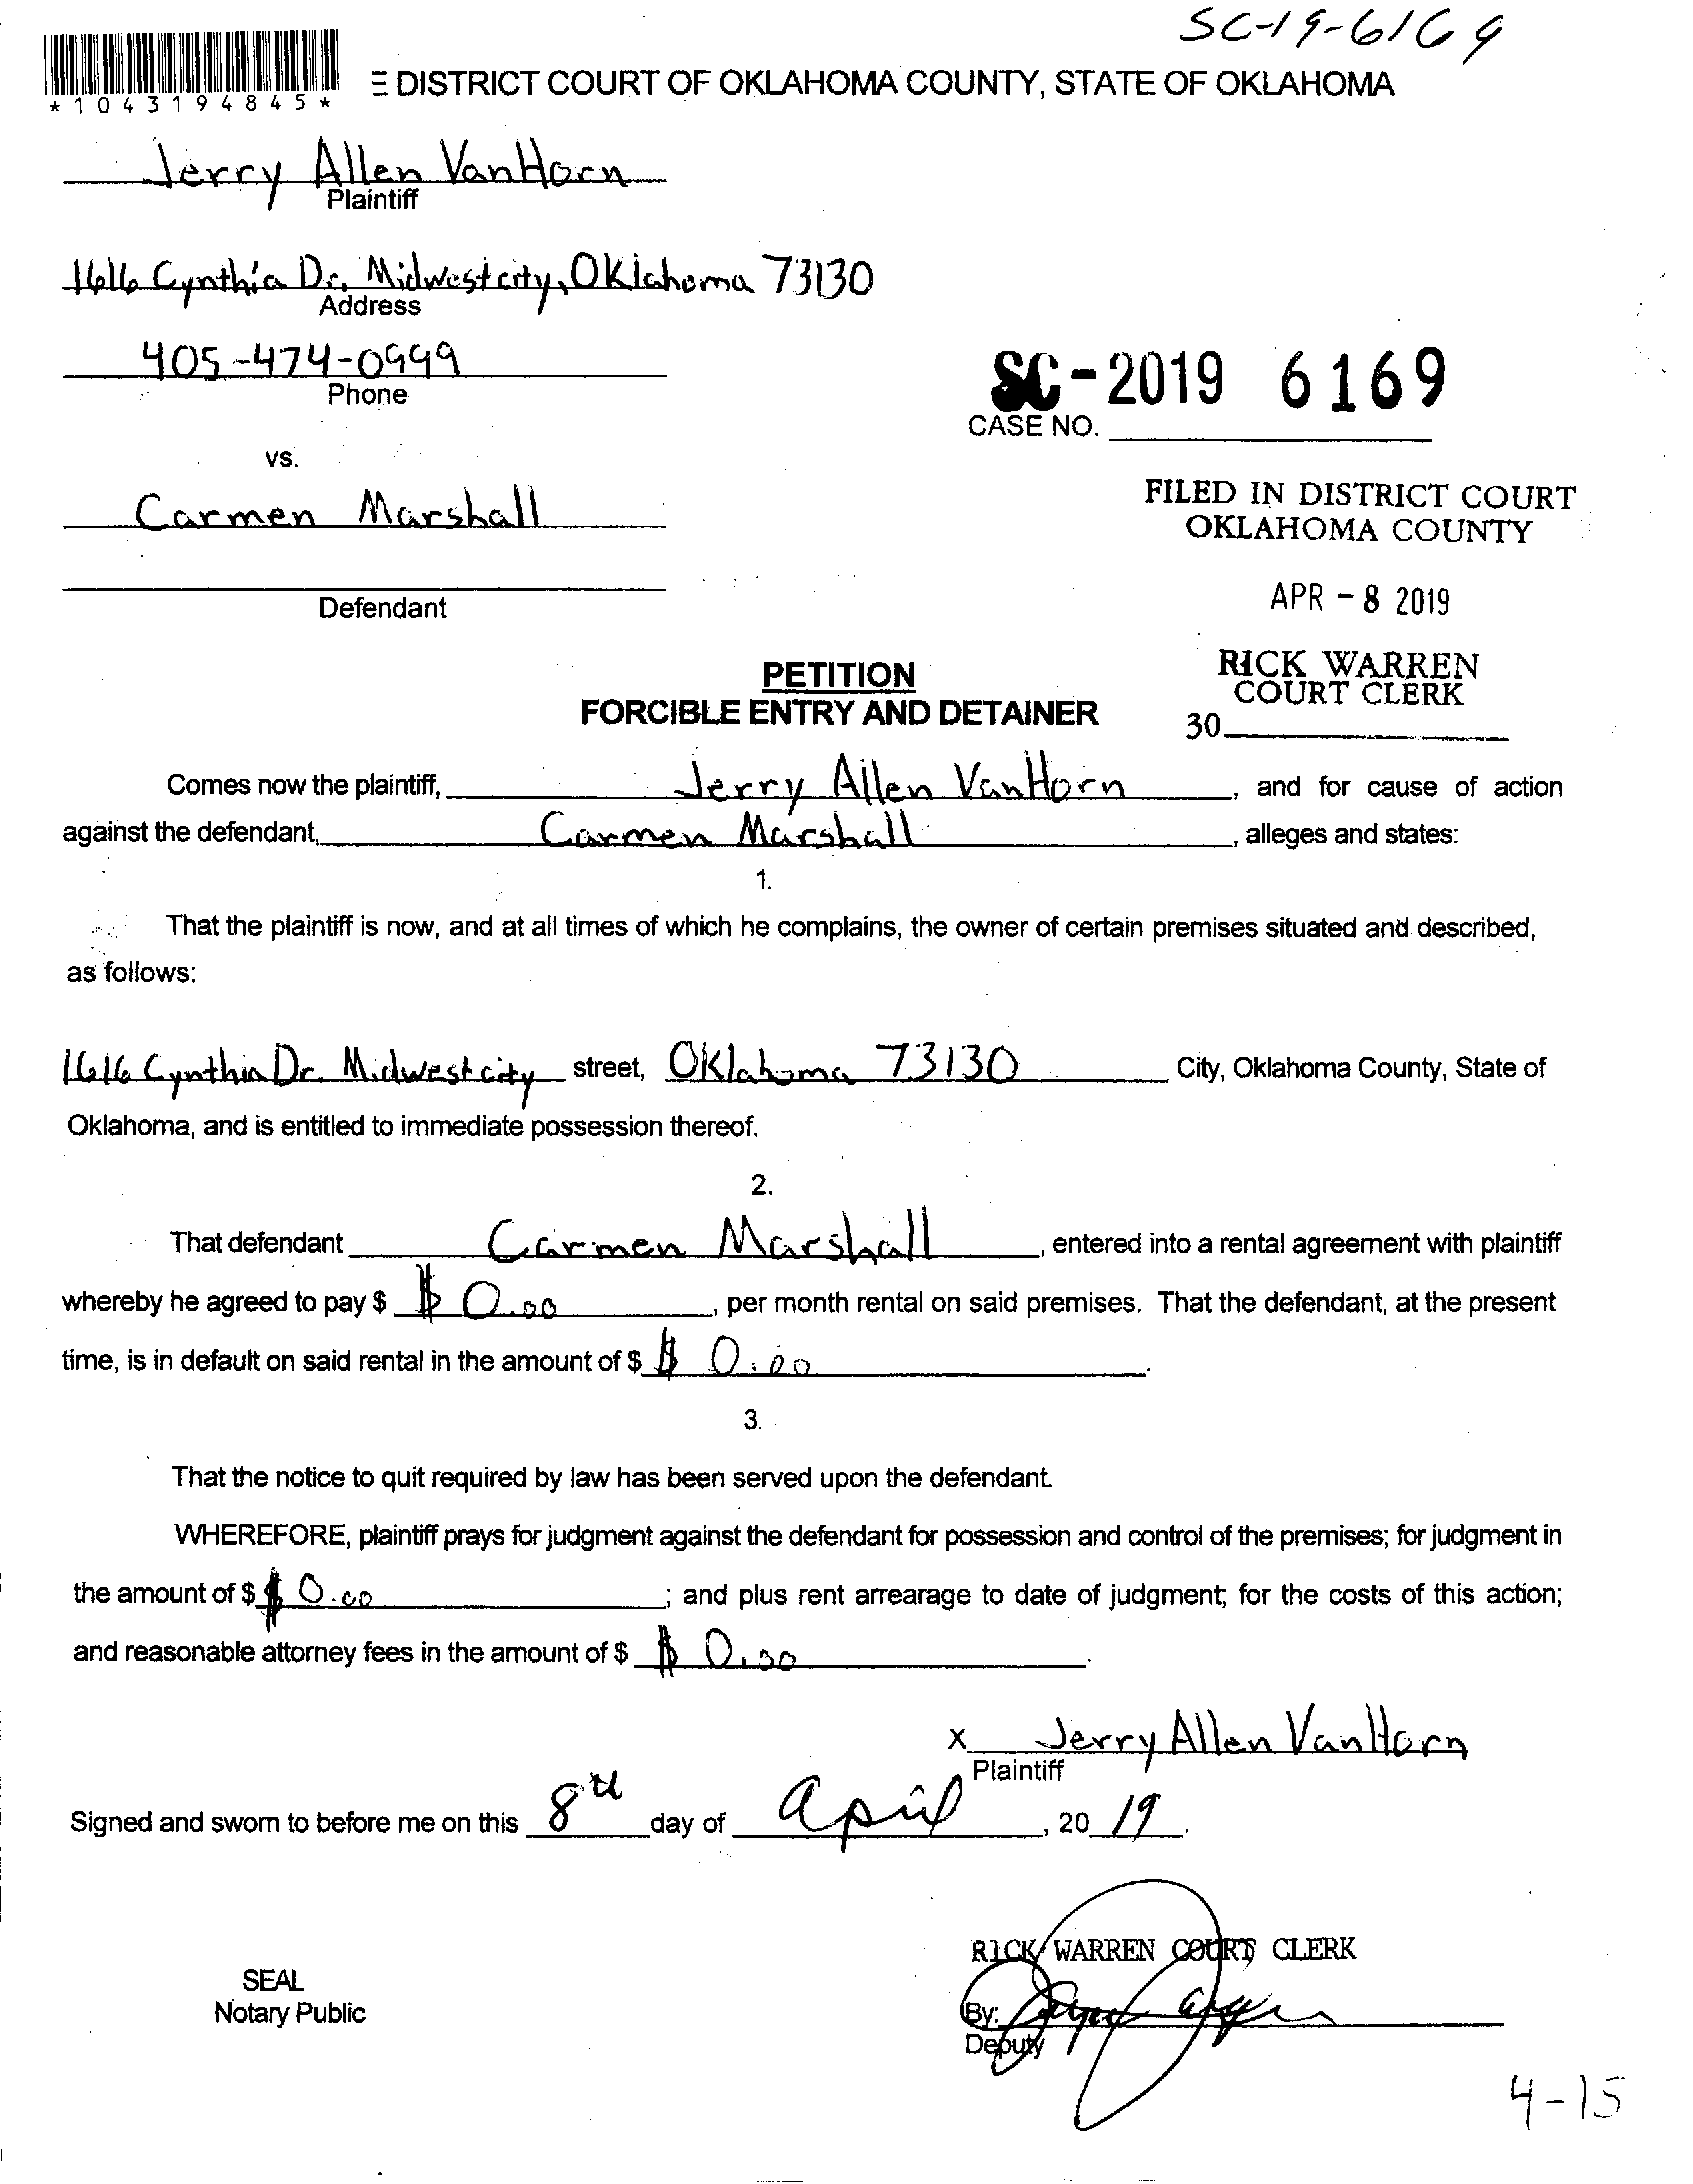 SC-19-6169
*1043194845*
E DISTRICT COURT OF OKLAHOMA COUNTY, STATE OF OKLAHOMA
Jerry Allen VanHorn
Plaintiff
1616 Cynthia Dr. Midwestcity, Oklahoma 73130
Address
405-474-0999
Phone
SC-2019 6169
CASE NO.
vs.
Carmen Marshall
FILED IN DISTRICT COURT
OKLAHOMA COUNTY
Defendant
APR - 8 2019
RICK WARREN
COURT CLERK
30
PETITION
FORCIBLE ENTRY AND DETAINER
Comes now the plaintiff, Jerry Allen VanHorn, and for cause of action
against the defendant, Carmen Marshall, alleges and states:
1.
That the plaintiff is now, and at all times of which he complains, the owner of certain premises situated and described,
as follows:
1616 Cynthia Dr. Midwestcity street, Oklahoma 73130 City, Oklahoma County, State of
Oklahoma, and is entitled to immediate possession thereof.
2.
That defendant Carmen Marshall, entered into a rental agreement with plaintiff
whereby he agreed to pay $ $ 0.00, per month rental on said premises. That the defendant, at the present
time, is in default on said rental in the amount of $ $ 0.00.
3.
That the notice to quit required by law has been served upon the defendant.
WHEREFORE, plaintiff prays for judgment against the defendant for possession and control of the premises; for judgment in
the amount of $ $ 0.00; and plus rent arrearage to date of judgment; for the costs of this action;
and reasonable attorney fees in the amount of $ $ 0.00.
x Jerry Allen VanHorn
Plaintiff
Signed and sworn to before me on this 8th day of April, 2019.
RICK WARREN COURT CLERK
SEAL
Notary Public
By:
Deputy
4-15